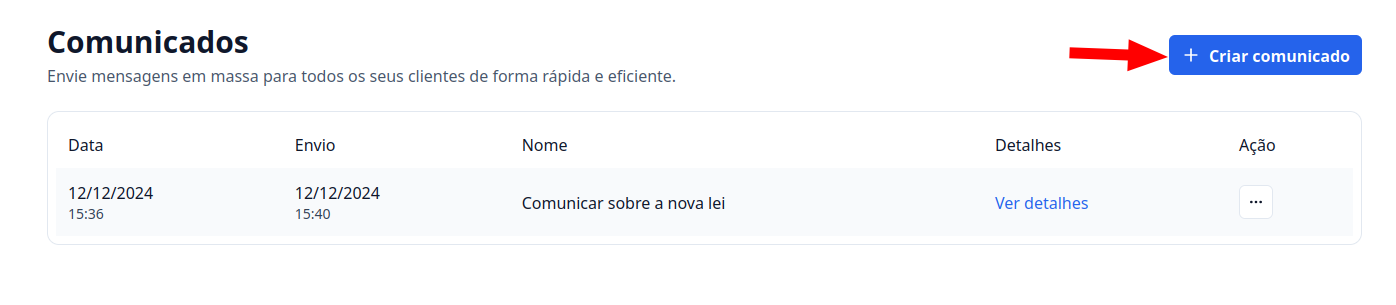 Comunicados
Envie mensagens em massa para todos os seus clientes de forma rápida e eficiente.
+ Criar comunicado
Data Envio Nome Detalhes Ação
12/12/2024 12/12/2024
15:36 15:40
Comunicar sobre a nova lei Ver detalhes ...